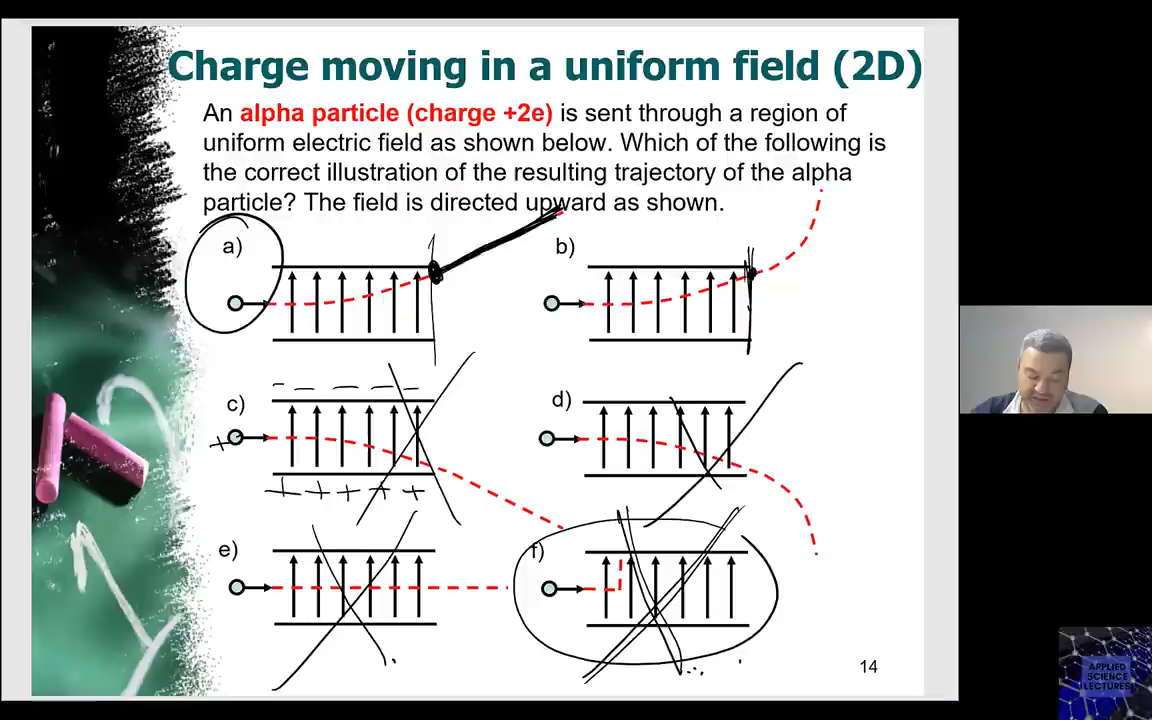 Charge moving in a uniform field (2D)
An alpha particle (charge +2e) is sent through a region of
uniform electric field as shown below. Which of the following is
the correct illustration of the resulting trajectory of the alpha
particle? The field is directed upward as shown.
a)
b)
- - - - -
c)
d)
+
+ + + + +
e)
f)
14
APPLIED
SCIENCE
LECTURES